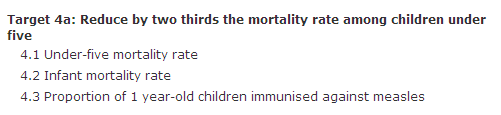 Target 4a: Reduce by two thirds the mortality rate among children under
five
4.1 Under-five mortality rate
4.2 Infant mortality rate
4.3 Proportion of 1 year-old children immunised against measles